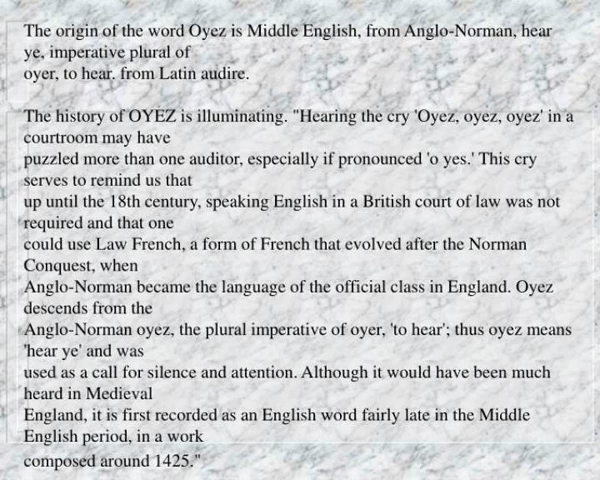 The origin of the word Oyez is Middle English, from Anglo-Norman, hear
ye, imperative plural of
oyer, to hear. from Latin audire.
The history of OYEZ is illuminating. "Hearing the cry 'Oyez, oyez, oyez' in a
courtroom may have
puzzled more than one auditor, especially if pronounced 'o yes.' This cry
serves to remind us that
up until the 18th century, speaking English in a British court of law was not
required and that one
could use Law French, a form of French that evolved after the Norman
Conquest, when
Anglo-Norman became the language of the official class in England. Oyez
descends from the
Anglo-Norman oyez, the plural imperative of oyer, 'to hear'; thus oyez means
'hear ye' and was
used as a call for silence and attention. Although it would have been much
heard in Medieval
England, it is first recorded as an English word fairly late in the Middle
English period, in a work
composed around 1425."